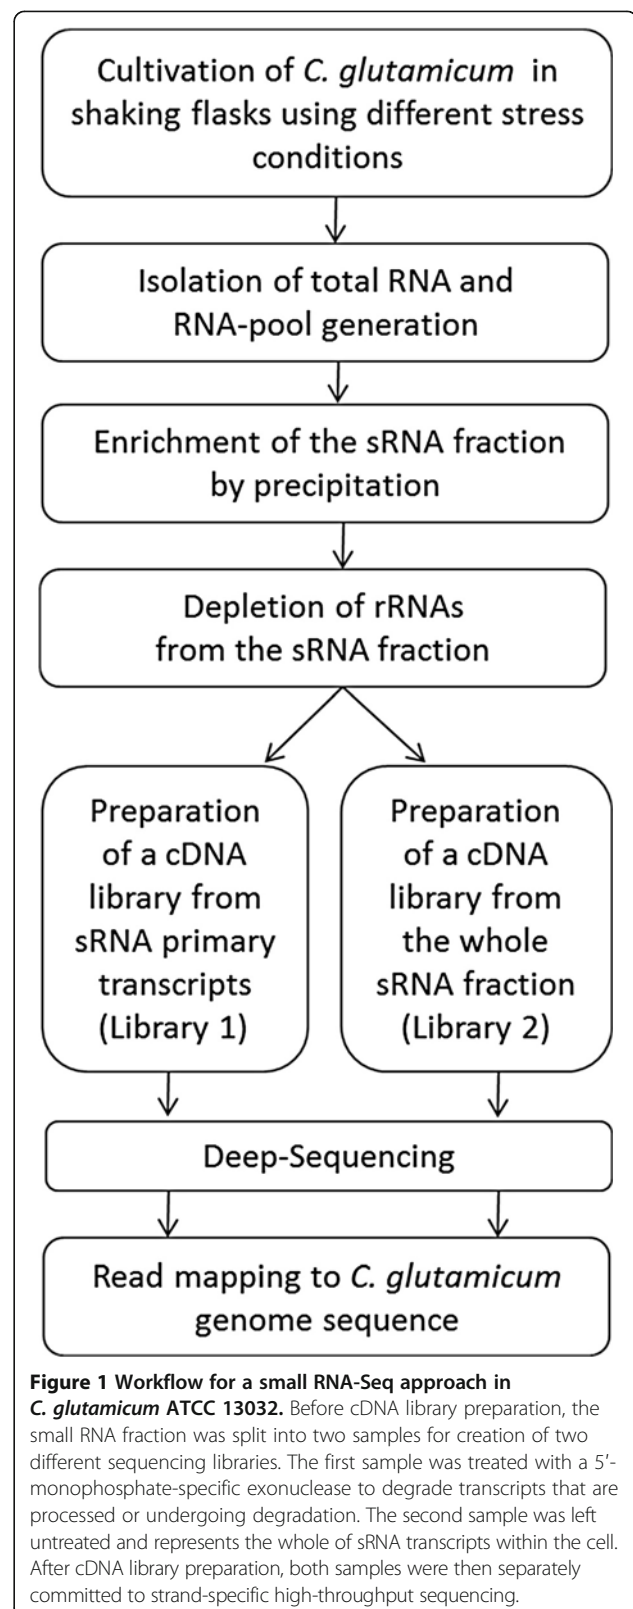 Cultivation of C. glutamicum in
shaking flasks using different stress
conditions
Isolation of total RNA and
RNA-pool generation
Enrichment of the sRNA fraction
by precipitation
Depletion of rRNAs
from the sRNA fraction
Preparation
of a cDNA
library from
sRNA primary
transcripts
(Library 1)
Preparation
of a cDNA
library from
the whole
sRNA fraction
(Library 2)
Deep-Sequencing
Read mapping to C. glutamicum
genome sequence
Figure 1 Workflow for a small RNA-Seq approach in
C. glutamicum ATCC 13032. Before cDNA library preparation, the
small RNA fraction was split into two samples for creation of two
different sequencing libraries. The first sample was treated with a 5′-
monophosphate-specific exonuclease to degrade transcripts that are
processed or undergoing degradation. The second sample was left
untreated and represents the whole of sRNA transcripts within the cell.
After cDNA library preparation, both samples were then separately
committed to strand-specific high-throughput sequencing.